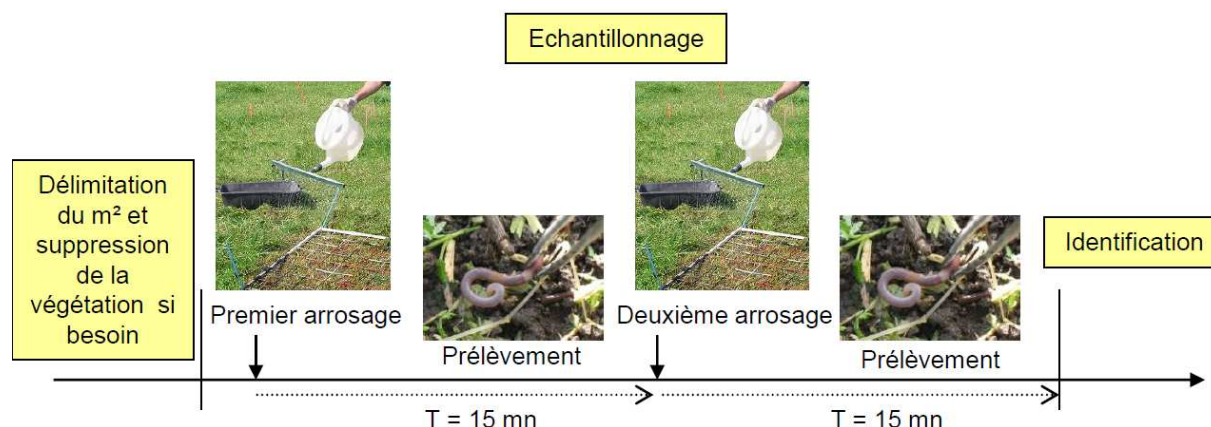 Echantillonnage
Délimitation
du m² et
suppression
de la
végétation si
besoin
Premier arrosage
Prélèvement
Deuxième arrosage
Prélèvement
Identification
T = 15 mn
T = 15 mn